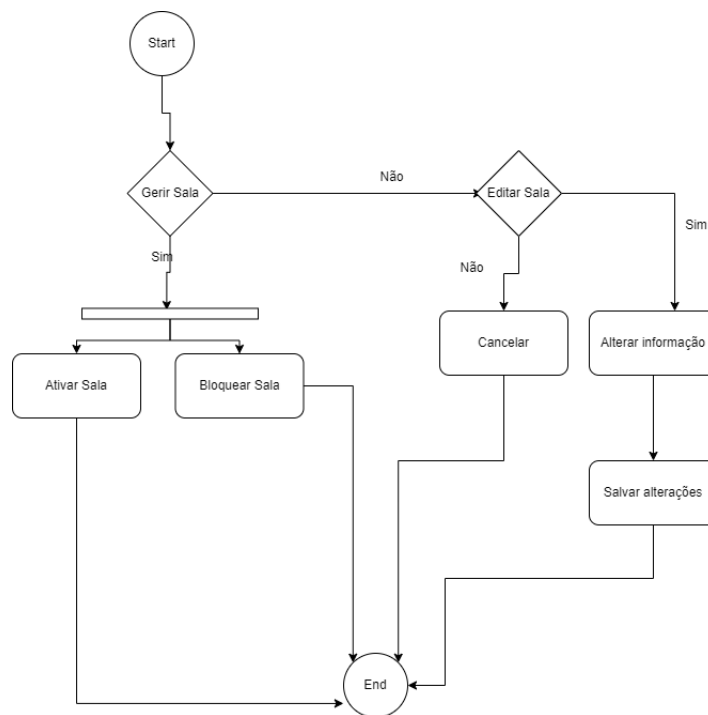 Start
Gerir Sala
Não
Editar Sala
Sim
Sim
Não
Cancelar
Alterar informação
Ativar Sala
Bloquear Sala
Salvar alterações
End